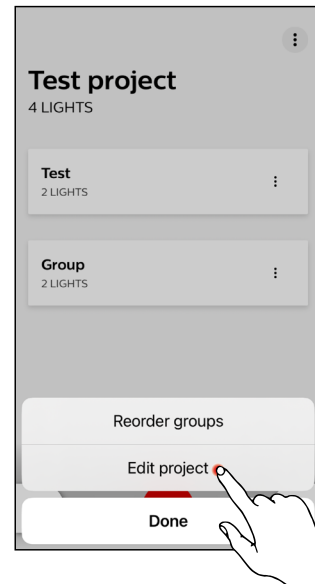 Test project
4 LIGHTS
Test
2 LIGHTS
Group
2 LIGHTS
Reorder groups
Edit project
Done